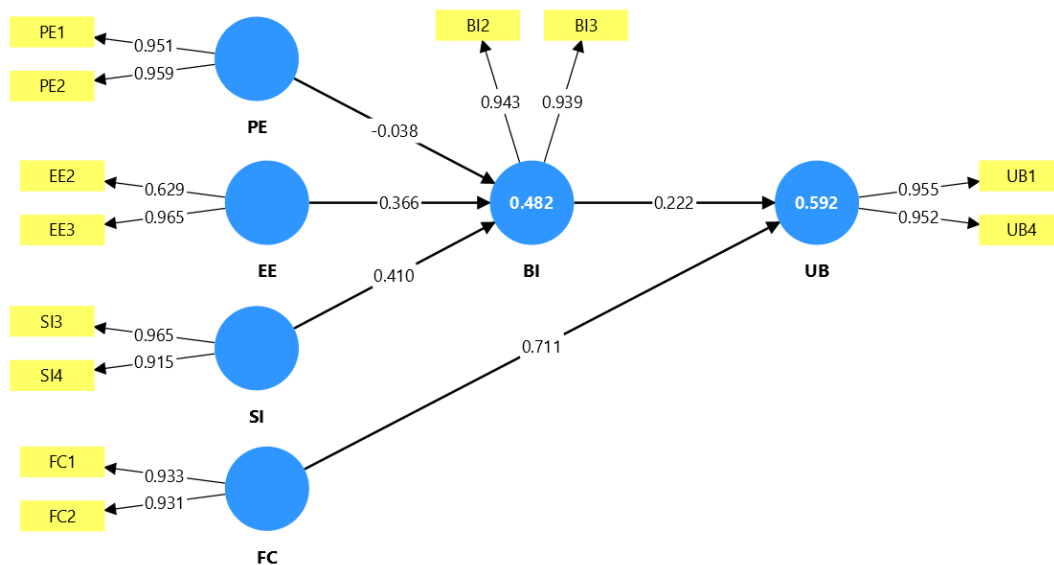 PE1
0.951
PE2
0.959
PE
BI2
BI3
0.943
0.939
-0.038
EE2
0.629
EE3
0.965
EE
0.366
0.482
BI
0.222
0.592
UB
0.955
UB1
0.952
UB4
0.410
SI3
0.965
SI4
0.915
SI
0.711
FC1
0.933
FC2
0.931
FC